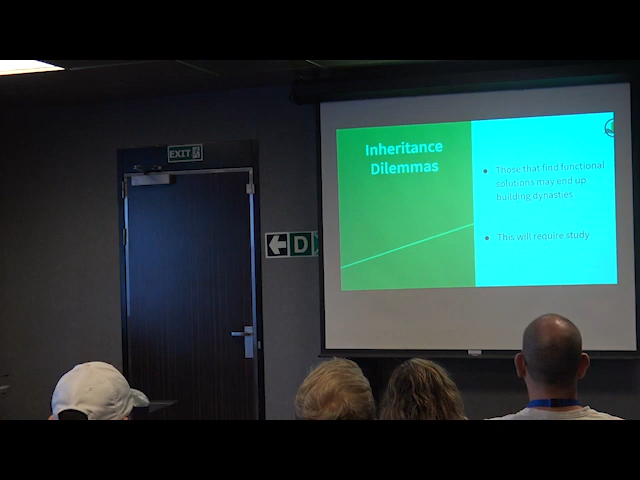 EXIT
D
Inheritance
Dilemmas
Those that find functional
solutions may end up
building dynasties
This will require study